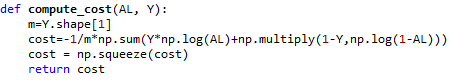 def compute_cost(AL, Y):
    m=Y.shape[1]
    cost=-1/m*np.sum(Y*np.log(AL)+np.multiply(1-Y,np.log(1-AL)))
    cost = np.squeeze(cost)
    return cost